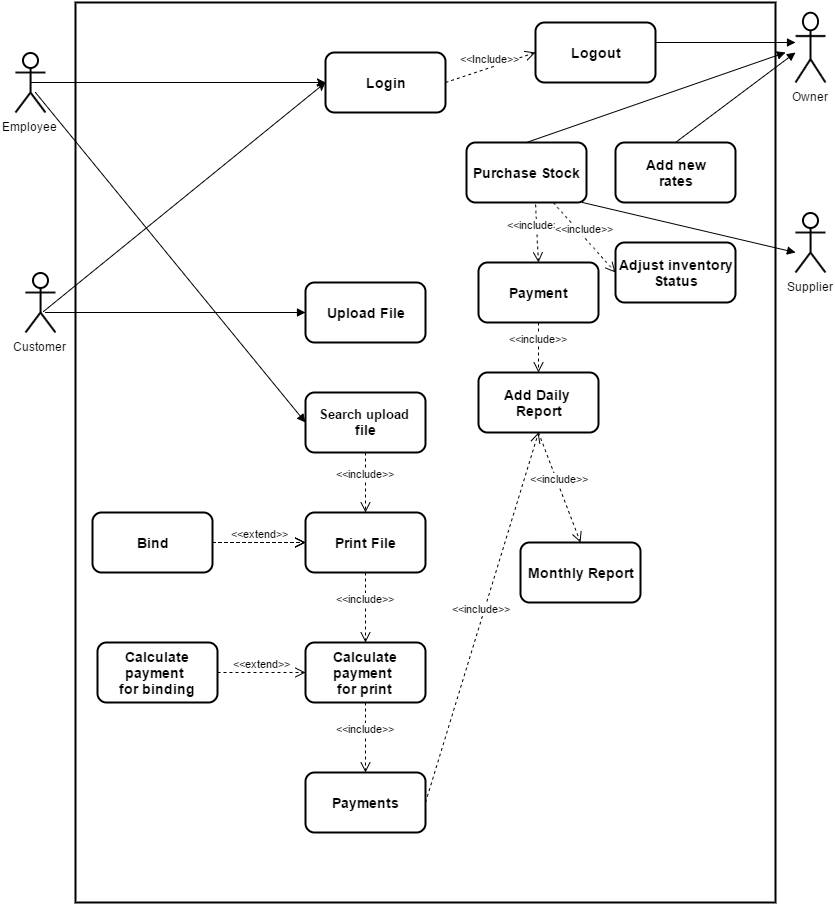 Logout
<<Include>>
Login
Owner
Employee
Purchase Stock
Add new
rates
<<include:
<<include>>
Adjust inventory
Status
Supplier
Payment
Upload File
Customer
<<include>>
Add Daily
Report
Search upload
file
<<include>>
<<include>>
Bind
<<extend>>
Print File
Monthly Report
<<include>>
<<include>>
Calculate
payment
for binding
<<extend>>
Calculate
payment
for print
<<include>>
Payments